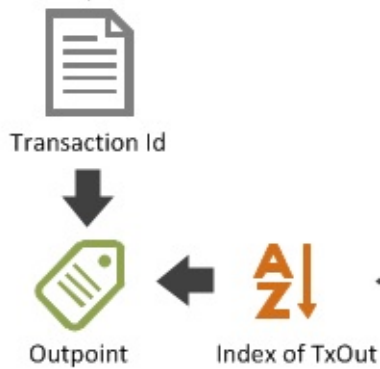 Transaction Id
A
Z
Outpoint
Index of TxOut